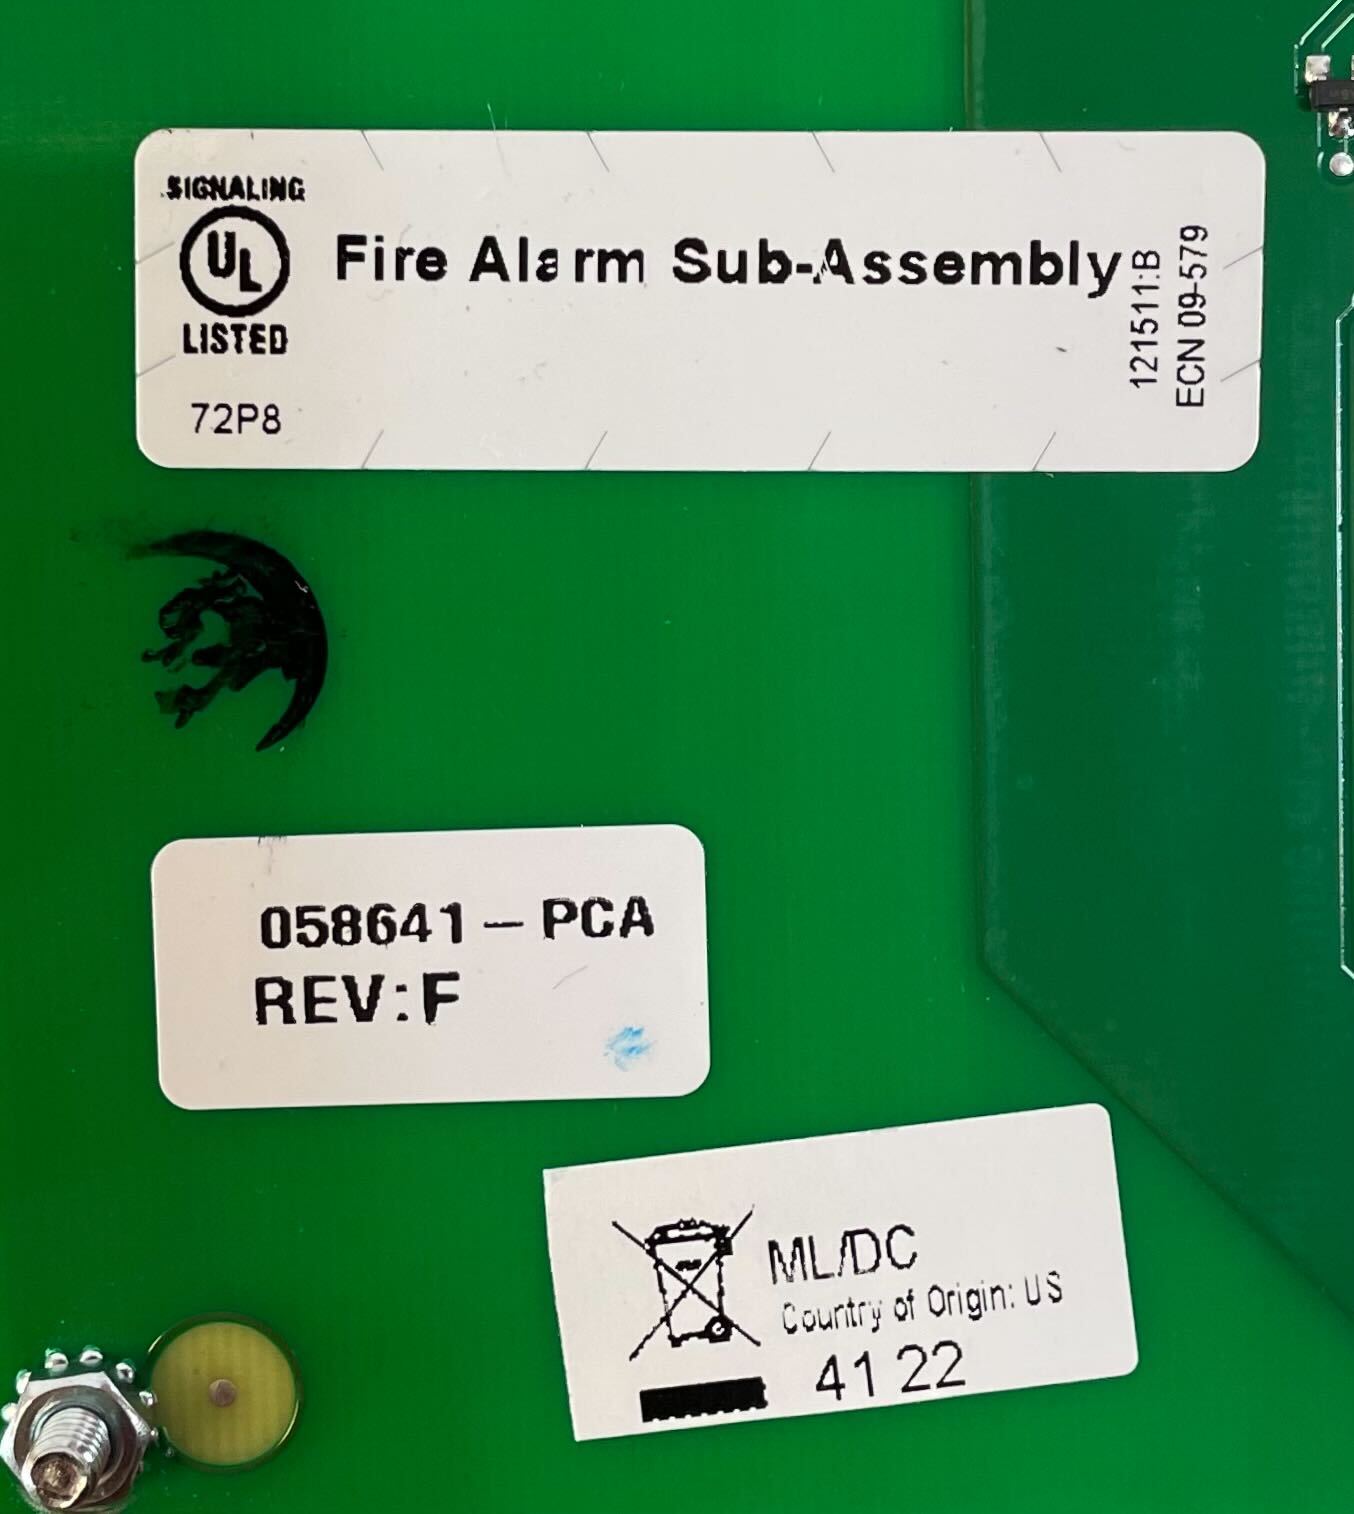 SIGNALING
UL
LISTED
72P8
Fire Alarm Sub-Assembly
121511:B
ECN 09-579
058641-PCA
REV:F
ML/DC
Country of Origin: US
41 22